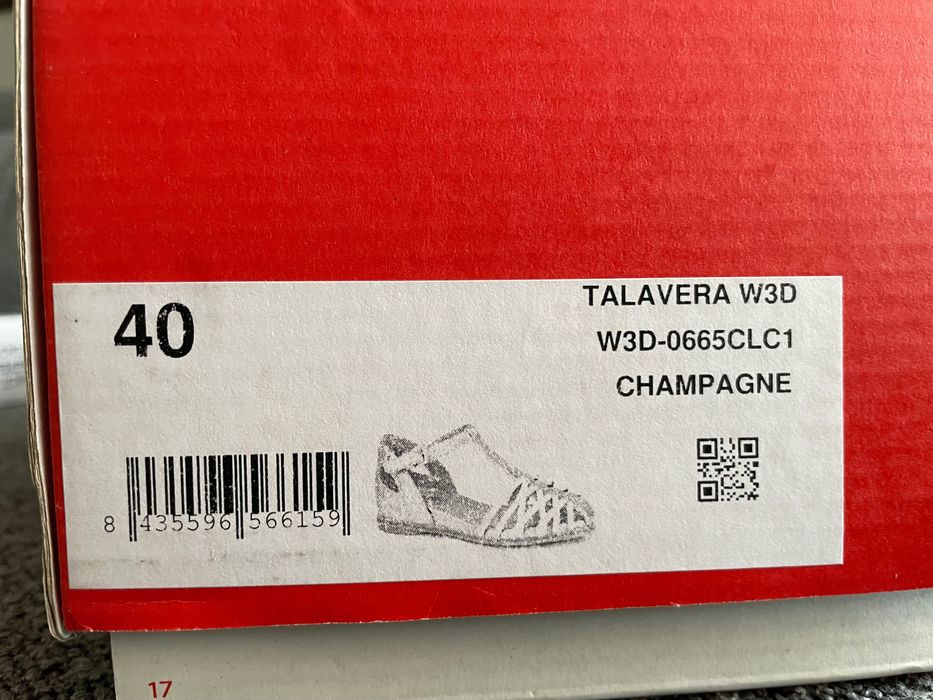 40
TALAVERA W3D
W3D-0665CLC1
CHAMPAGNE
8 435596 566159
17